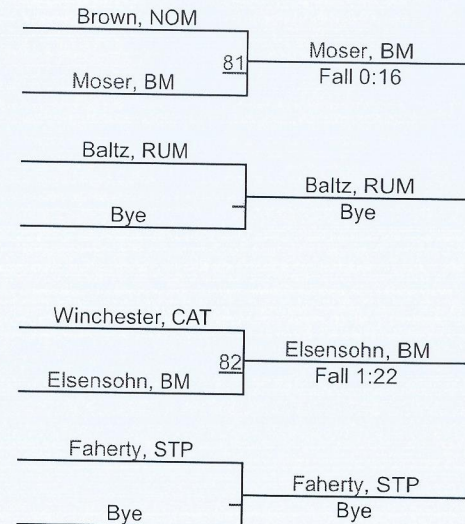 Brown, NOM
81
Moser, BM
Moser, BM
Fall 0:16
Baltz, RUM
Bye
Baltz, RUM
Bye
Winchester, CAT
82
Elsensohn, BM
Elsensohn, BM
Fall 1:22
Faherty, STP
Bye
Faherty, STP
Bye